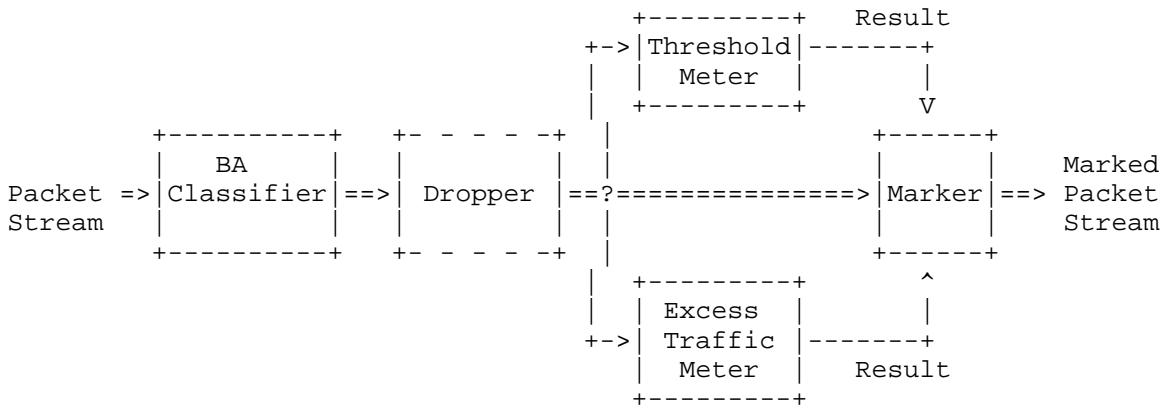 Result
Threshold
Meter
BA
Packet => Classifier ==> Dropper ==?===============> Marker ==> Marked
Stream Packet
Stream
Excess
Traffic
Meter Result